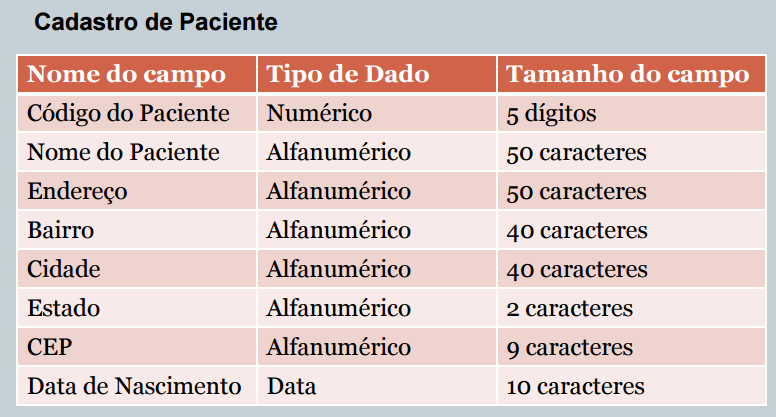 Cadastro de Paciente
Nome do campo Tipo de Dado Tamanho do campo
Código do Paciente Numérico 5 dígitos
Nome do Paciente Alfanumérico 50 caracteres
Endereço Alfanumérico 50 caracteres
Bairro Alfanumérico 40 caracteres
Cidade Alfanumérico 40 caracteres
Estado Alfanumérico 2 caracteres
CEP Alfanumérico 9 caracteres
Data de Nascimento Data 10 caracteres